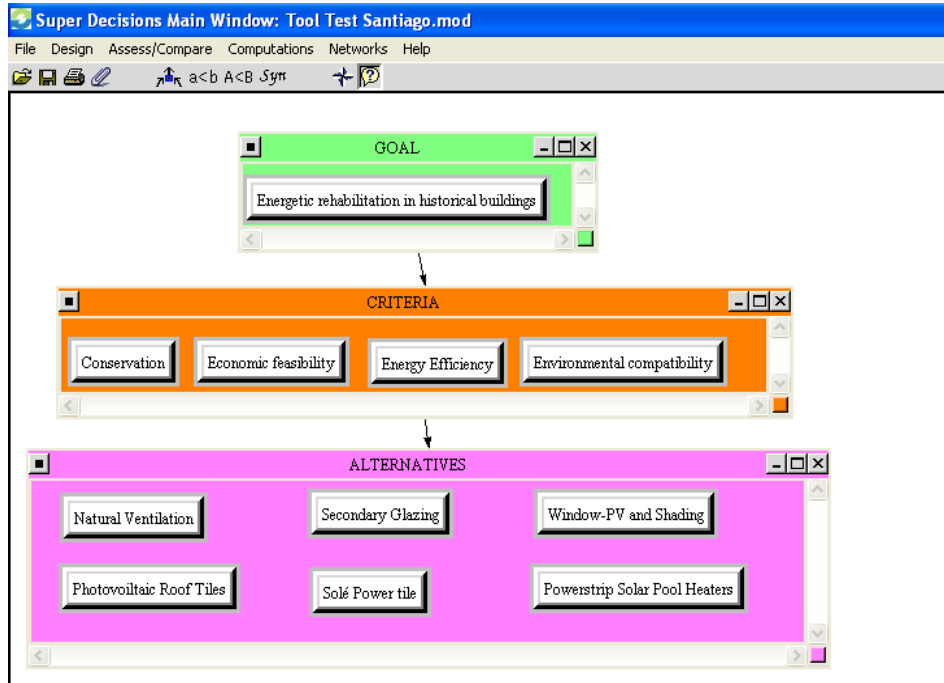 Super Decisions Main Window: Tool Test Santiago.mod
File Design Assess/Compare Computations Networks Help
a<b A<B Syn
GOAL
Energetic rehabilitation in historical buildings
CRITERIA
Conservation Economic feasibility Energy Efficiency Environmental compatibility
ALTERNATIVES
Natural Ventilation Secondary Glazing Window-PV and Shading
Photovoiltaic Roof Tiles Solé Power tile Powerstrip Solar Pool Heaters